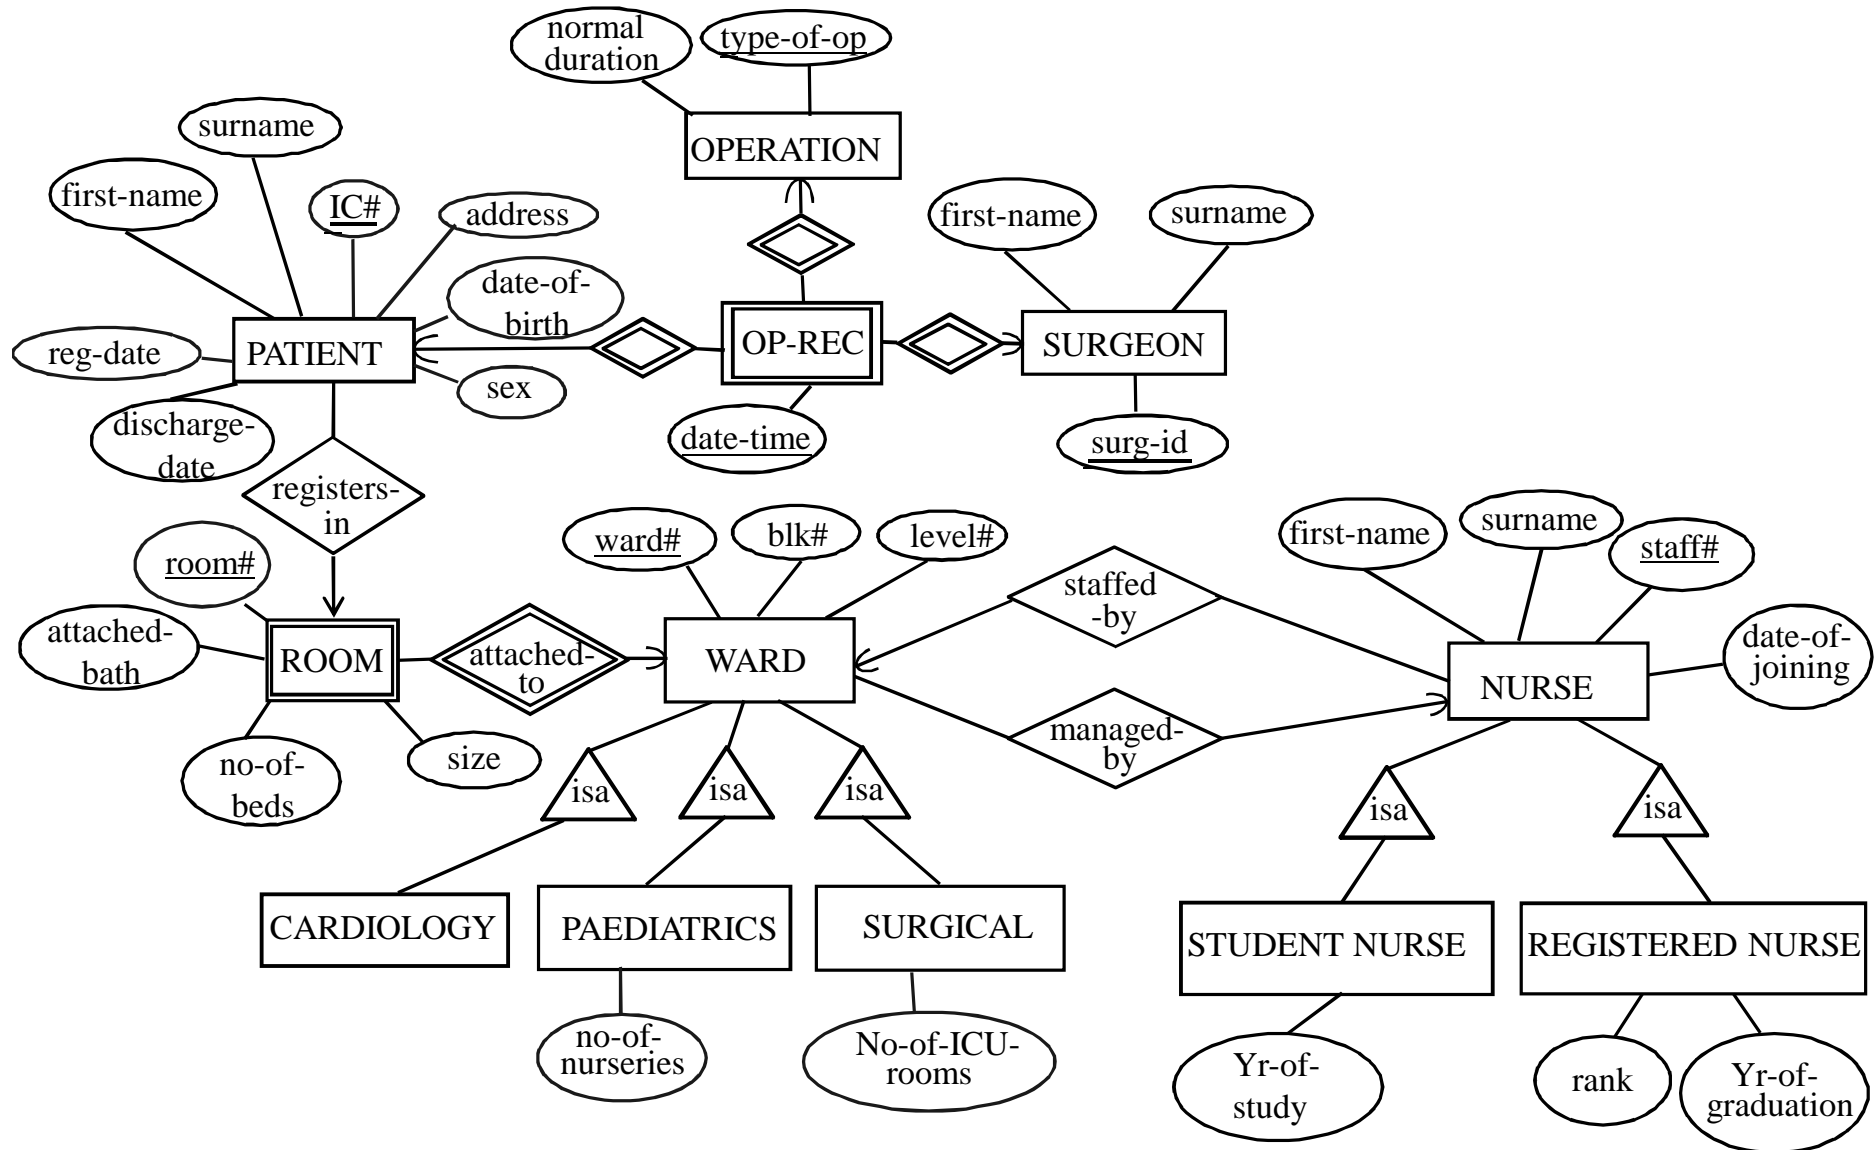 normal
duration
type-of-op
surname
OPERATION
first-name
IC#
address
first-name
surname
date-of-
birth
reg-date
PATIENT
OP-REC
SURGEON
sex
discharge-
date
date-time
surg-id
registers-
in
room#
ward#
blk#
level#
first-name
surname
staff#
staffed
-by
attached-
bath
ROOM
attached-
to
WARD
NURSE
date-of-
joining
managed-
by
no-of-
beds
size
isa
isa
isa
isa
isa
CARDIOLOGY
PAEDIATRICS
SURGICAL
STUDENT NURSE
REGISTERED NURSE
no-of-
nurseries
No-of-ICU-
rooms
Yr-of-
study
rank
Yr-of-
graduation